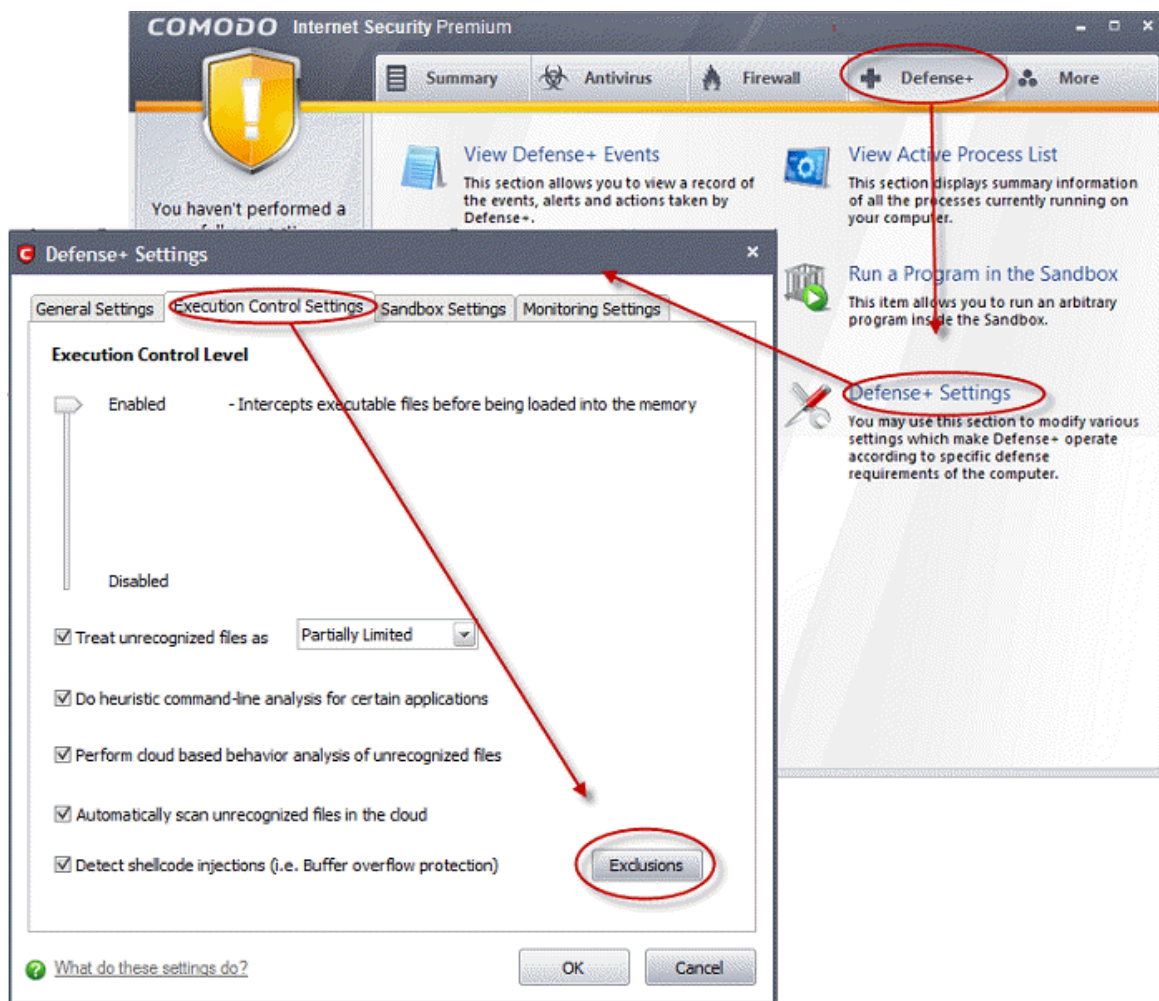 COMODO Internet Security Premium
Summary
Antivirus
Firewall
Defense+
More
You haven't performed a
View Defense+ Events
This section allows you to view a record of
the events, alerts and actions taken by
Defense+.
View Active Process List
This section displays summary information
of all the processes currently running on
your computer.
Run a Program in the Sandbox
This item allows you to run an arbitrary
program inside the Sandbox.
Defense+ Settings
You may use this section to modify various
settings which make Defense+ operate
according to specific defense
requirements of the computer.
Defense+ Settings
General Settings
Execution Control Settings
Sandbox Settings
Monitoring Settings
Execution Control Level
Enabled - Intercepts executable files before being loaded into the memory
Disabled
Treat unrecognized files as Partially Limited
Do heuristic command-line analysis for certain applications
Perform cloud based behavior analysis of unrecognized files
Automatically scan unrecognized files in the cloud
Detect shellcode injections (i.e. Buffer overflow protection)
Exclusions
What do these settings do?
OK
Cancel